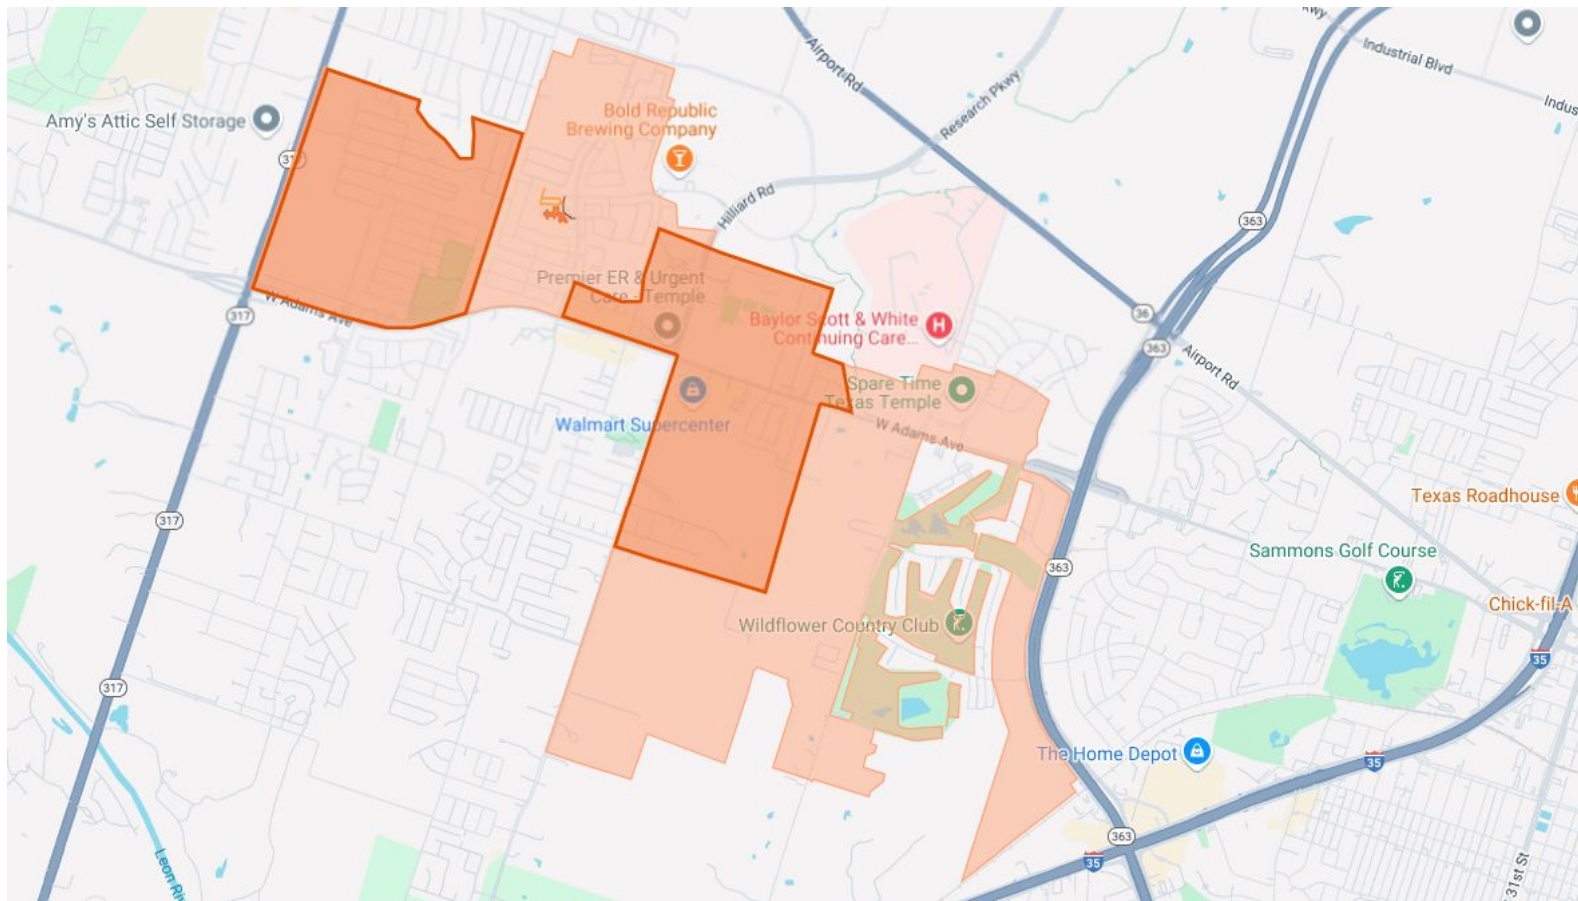 Industrial Blvd
Airport Rd
Research Pkwy
Indus
Amy's Attic Self Storage
Bold Republic
Brewing Company
317
Hilliard Rd
363
Premier ER & Urgent
Care - Temple
W Adams Ave
317
Baylor Scott & White
Continuing Care...
36
363
Airport Rd
Spare Time
Texas Temple
Walmart Supercenter
W Adams Ave
Texas Roadhouse
317
Sammons Golf Course
363
Chick-fil-A
Wildflower Country Club
35
317
The Home Depot
35
363
35
Leon Riv
31st St